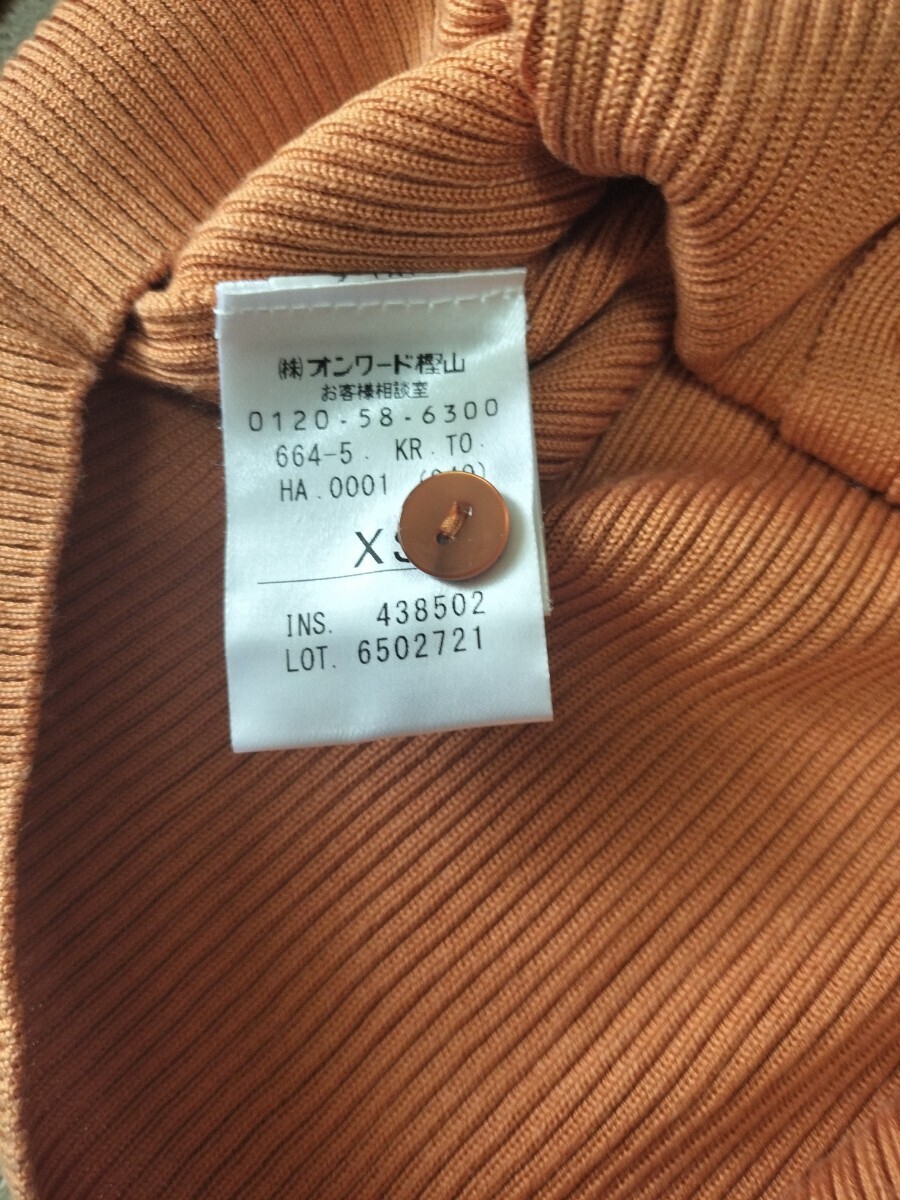 (株)オンワード樫山
お客様相談室
0120-58-6300
664-5. KR.TO.
HA.0001
XS
INS. 438502
LOT. 6502721